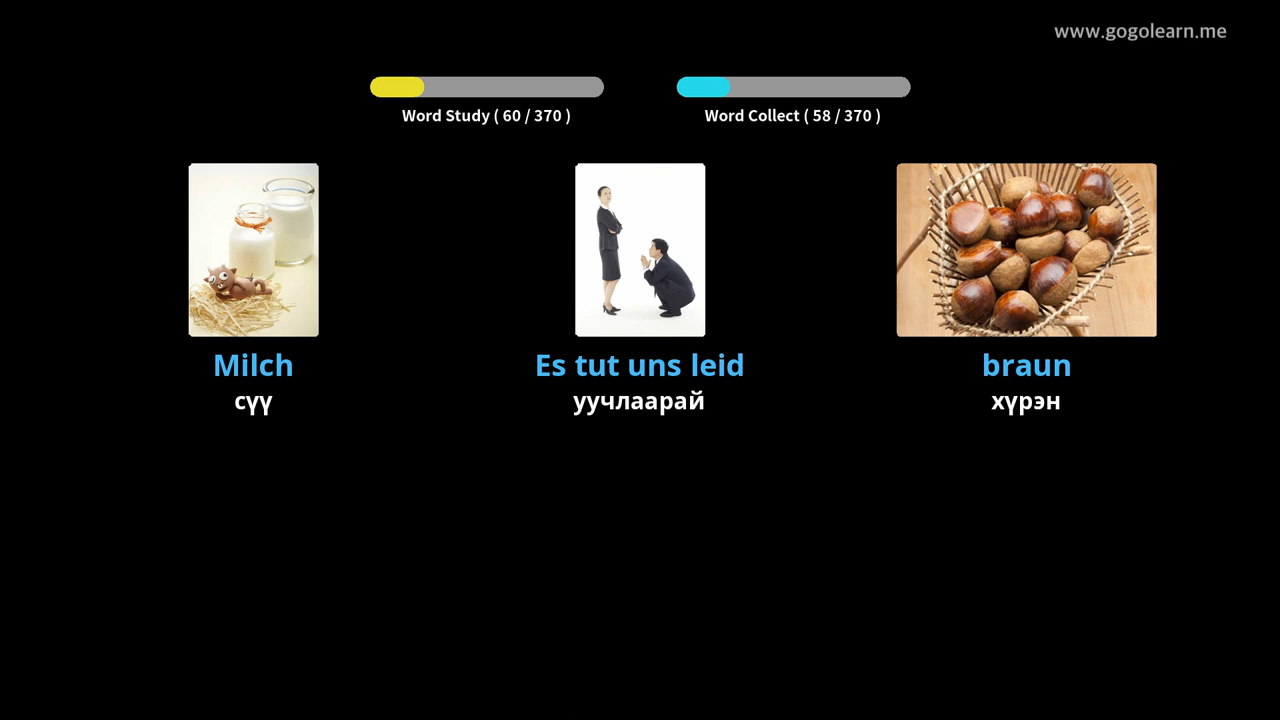 www.gogolearn.me
Word Study ( 60 / 370 )
Word Collect ( 58 / 370 )
Milch
сүү
Es tut uns leid
уучлаарай
braun
хүрэн